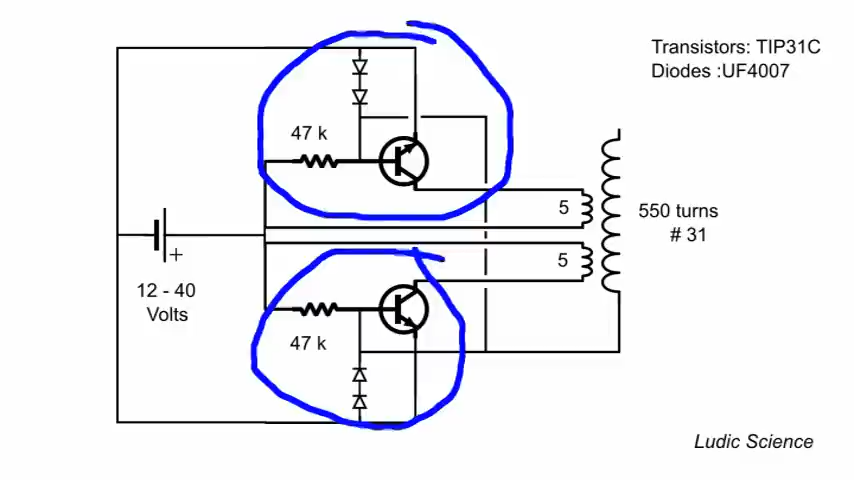 Transistors: TIP31C
Diodes :UF4007
47 k
5
550 turns
# 31
5
+
12 - 40
Volts
47 k
Ludic Science